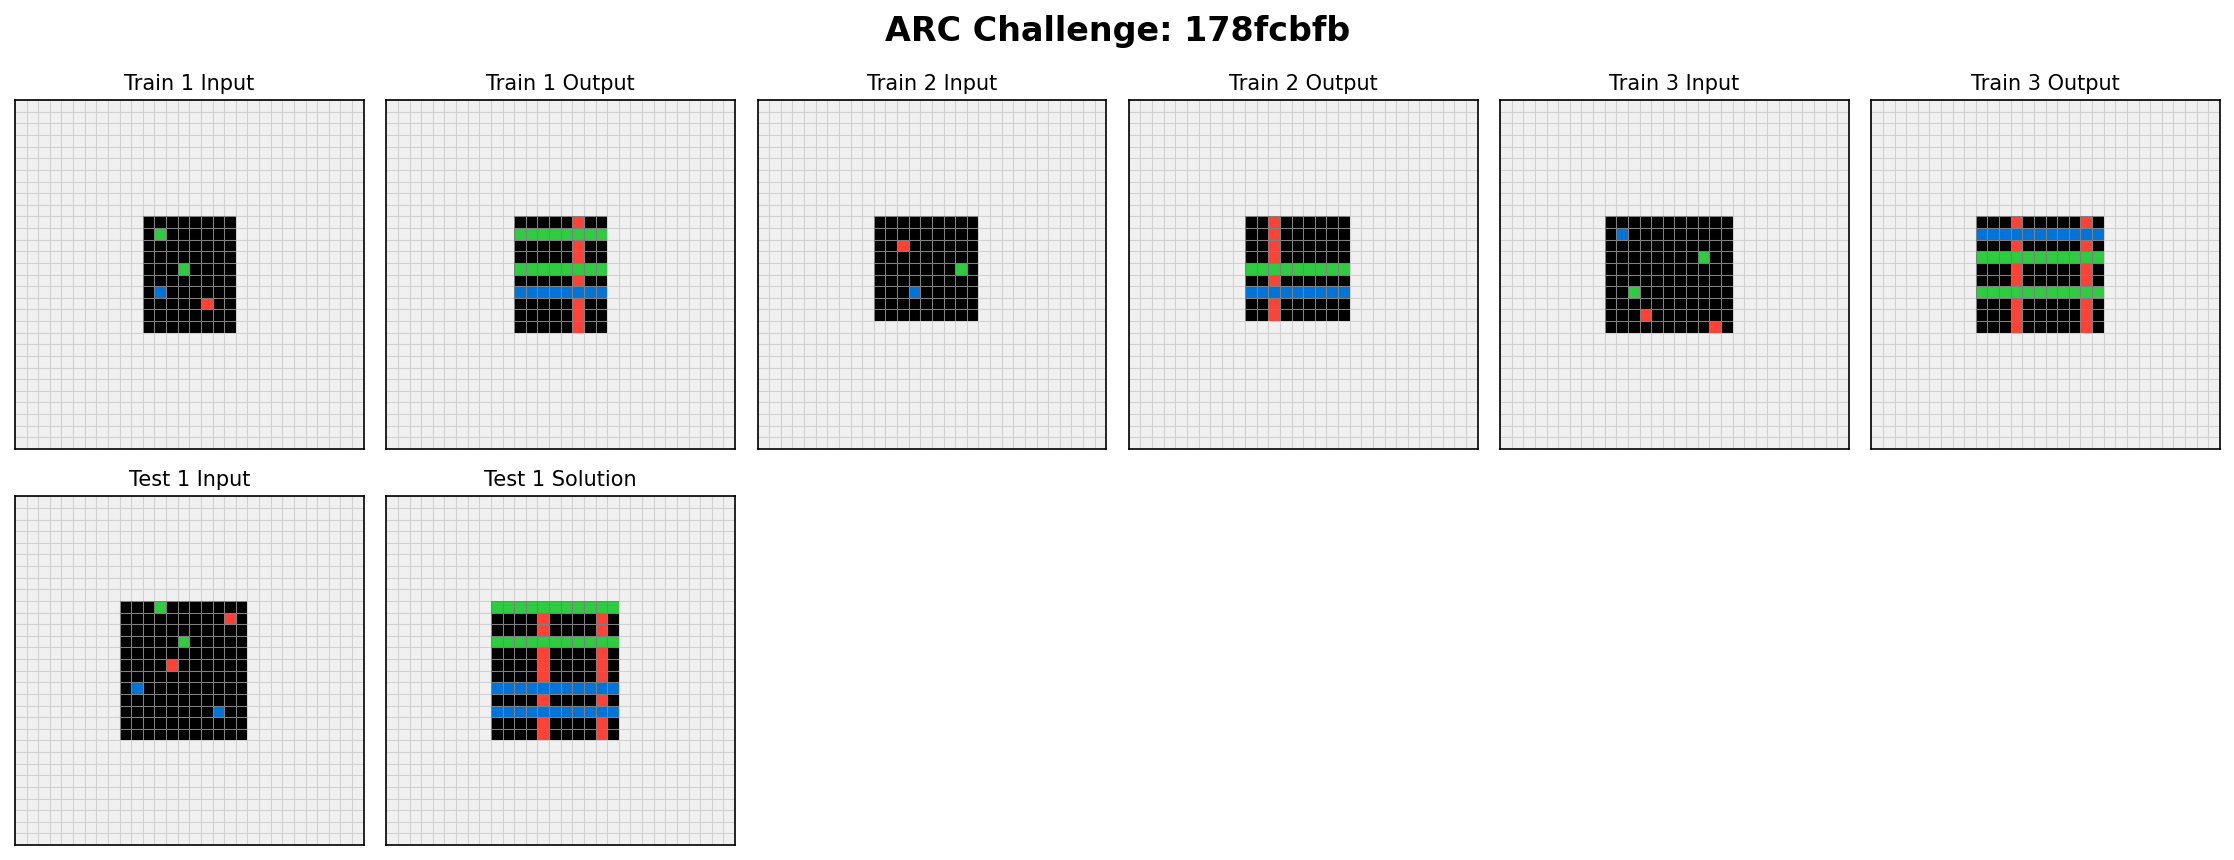 ARC Challenge: 178fcbfb
Train 1 Input
Train 1 Output
Train 2 Input
Train 2 Output
Train 3 Input
Train 3 Output
Test 1 Input
Test 1 Solution